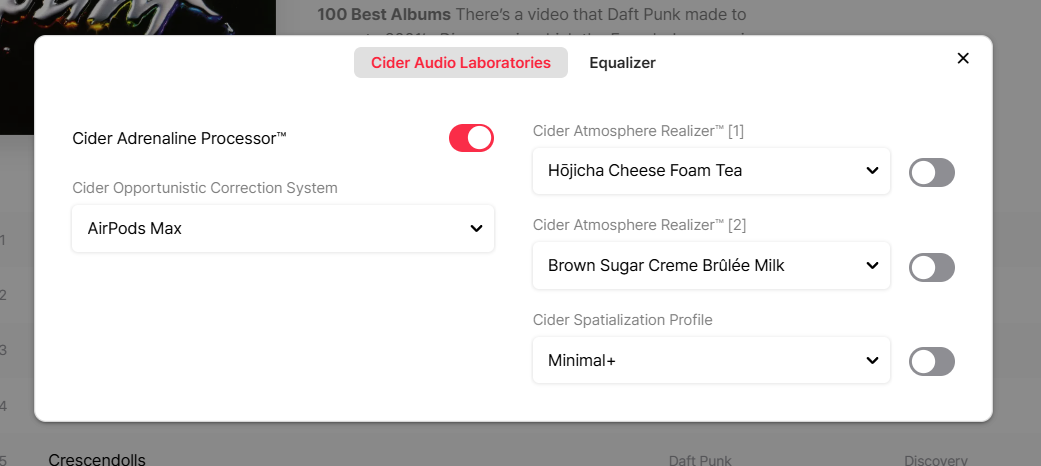 100 Best Albums There's a video that Daft Punk made to
Cider Audio Laboratories
Equalizer
Cider Adrenaline Processor™
Cider Opportunistic Correction System
AirPods Max
Cider Atmosphere Realizer™ [1]
Hōjicha Cheese Foam Tea
Cider Atmosphere Realizer™ [2]
Brown Sugar Creme Brûlée Milk
Cider Spatialization Profile
Minimal+
1
2
3
4
5
Crescendolls
Daft Punk
Discovery